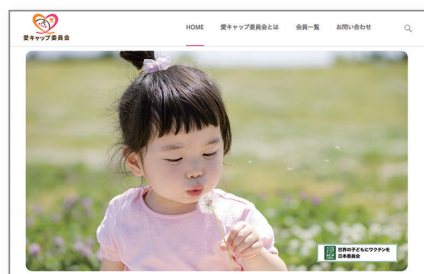 愛キャップ委員会
HOME
愛キャップ委員会とは
会員一覧
お問い合わせ
世界の子どもにワクチンを
日本委員会